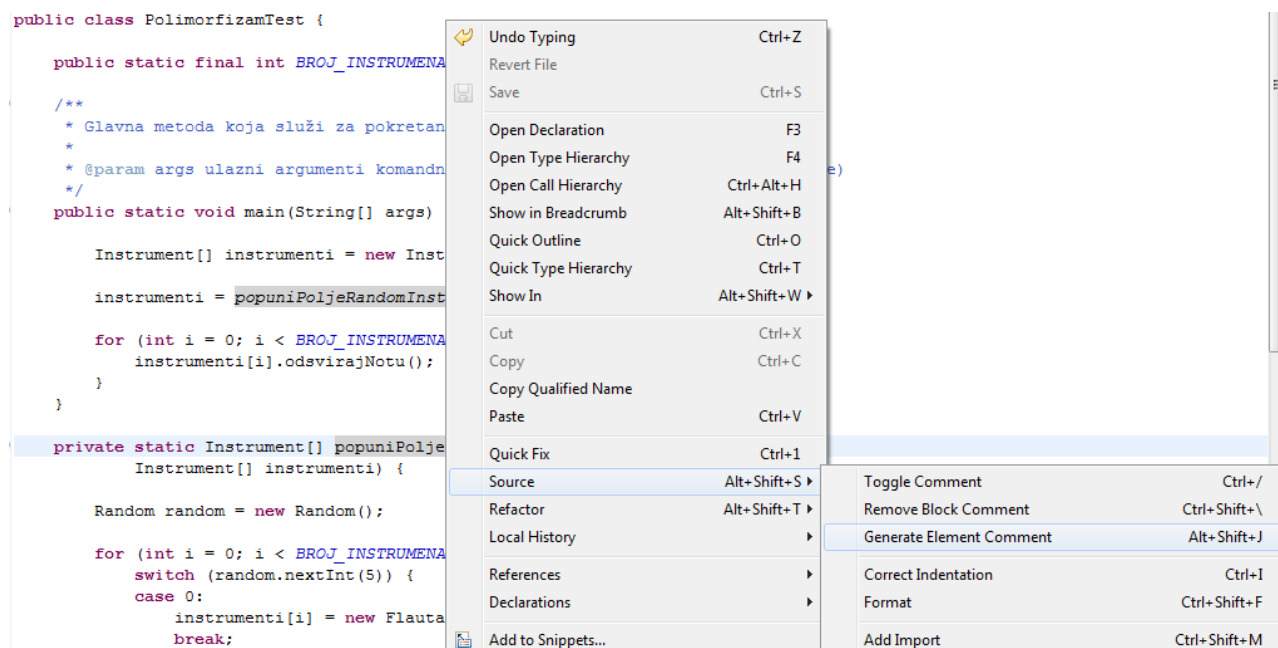 public class PolimorfizamTest {
public static final int BROJ_INSTRUMENA
/**
* Glavna metoda koja služi za pokretan
*
* @param args ulazni argumenti komandn
e)
*/
public static void main(String[] args)
Instrument[] instrumenti = new Inst
instrumenti = popuniPoljeRandomInst
for (int i = 0; i < BROJ_INSTRUMENA
instrumenti[i].odsvirajNotu();
}
}
private static Instrument[] popuniPolje
Instrument[] instrumenti) {
Random random = new Random();
for (int i = 0; i < BROJ_INSTRUMENA
switch (random.nextInt(5)) {
case 0:
instrumenti[i] = new Flauta
break;
Undo Typing Ctrl+Z
Revert File
Save Ctrl+S
Open Declaration F3
Open Type Hierarchy F4
Open Call Hierarchy Ctrl+Alt+H
Show in Breadcrumb Alt+Shift+B
Quick Outline Ctrl+O
Quick Type Hierarchy Ctrl+T
Show In Alt+Shift+W
Cut Ctrl+X
Copy Ctrl+C
Copy Qualified Name
Paste Ctrl+V
Quick Fix Ctrl+1
Source Alt+Shift+S
Refactor Alt+Shift+T
Local History
References
Declarations
Add to Snippets...
Toggle Comment Ctrl+/
Remove Block Comment Ctrl+Shift+\
Generate Element Comment Alt+Shift+J
Correct Indentation Ctrl+I
Format Ctrl+Shift+F
Add Import Ctrl+Shift+M